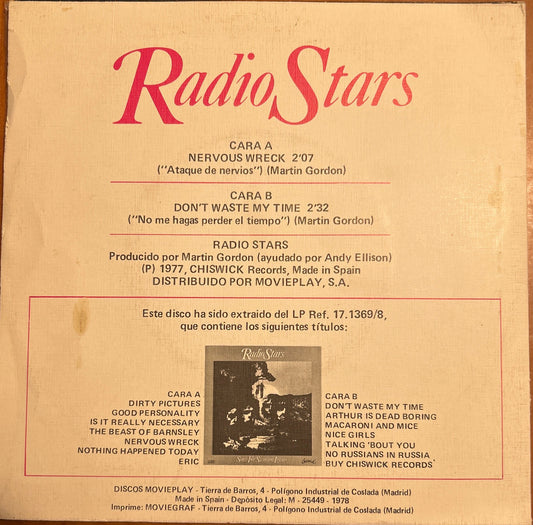 Radio Stars
CARA A
NERVOUS WRECK 2'07
("Ataque de nervios") (Martin Gordon)
CARA B
DON'T WASTE MY TIME 2'32
("No me hagas perder el tiempo") (Martin Gordon)
RADIO STARS
Producido por Martin Gordon (ayudado por Andy Ellison)
(P) 1977, CHISWICK Records, Made in Spain
DISTRIBUIDO POR MOVIEPLAY, S.A.
Este disco ha sido extraido del LP Ref. 17.1369/8,
que contiene los siguientes títulos:
Radio Stars
CARA A
DIRTY PICTURES
GOOD PERSONALITY
IS IT REALLY NECESSARY
THE BEAST OF BARNSLEY
NERVOUS WRECK
NOTHING HAPPENED TODAY
ERIC
CARA B
DON'T WASTE MY TIME
ARTHUR IS DEAD BORING
MACARONI AND MICE
NICE GIRLS
TALKING 'BOUT YOU
NO RUSSIANS IN RUSSIA
BUY CHISWICK RECORDS
DISCOS MOVIEPLAY - Tierra de Barros, 4 - Polígono Industrial de Coslada (Madrid)
Made in Spain - Depósito Legal: M - 25449 - 1978
Imprime: MOVIEGRAF - Tierra de Barros, 4 - Polígono Industrial de Coslada (Madrid)